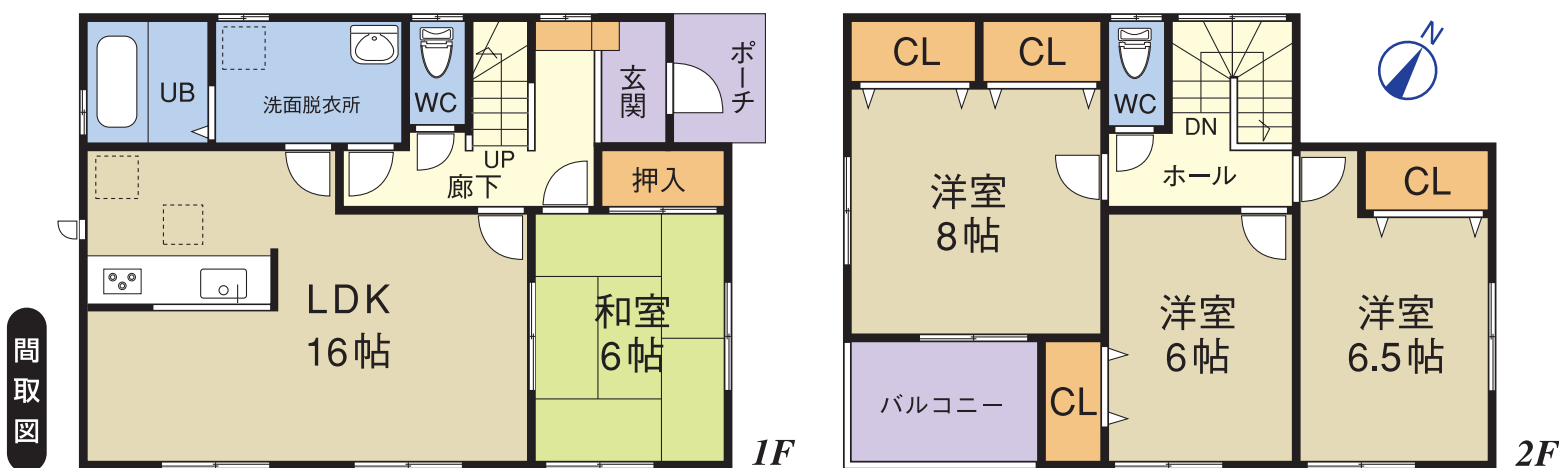 間取図
UB
洗面脱衣所
WC
UP
廊下
玄関
ポーチ
押入
LDK
16帖
和室
6帖
1F
CL
CL
WC
DN
ホール
N
洋室
8帖
CL
洋室
6帖
洋室
6.5帖
バルコニー
CL
2F